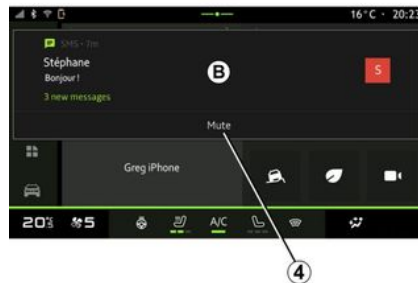 16°C · 20:23
SMS · 7m
Stéphane
Bonjour!
3 new messages
B
S
Mute
Greg iPhone
20°5 5 A/C
4